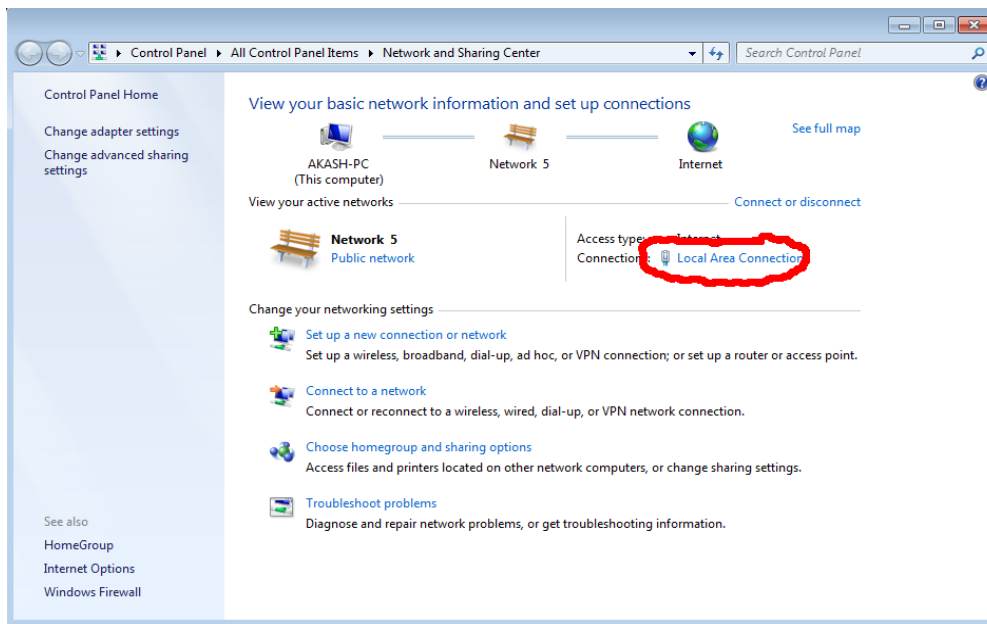 Control Panel ▸ All Control Panel Items ▸ Network and Sharing Center
Search Control Panel
Control Panel Home
Change adapter settings
Change advanced sharing
settings
View your basic network information and set up connections
See full map
AKASH-PC
(This computer)
Network 5
Internet
View your active networks
Connect or disconnect
Network 5
Public network
Access type: Internet
Connections: Local Area Connection
Change your networking settings
Set up a new connection or network
Set up a wireless, broadband, dial-up, ad hoc, or VPN connection; or set up a router or access point.
Connect to a network
Connect or reconnect to a wireless, wired, dial-up, or VPN network connection.
Choose homegroup and sharing options
Access files and printers located on other network computers, or change sharing settings.
Troubleshoot problems
Diagnose and repair network problems, or get troubleshooting information.
See also
HomeGroup
Internet Options
Windows Firewall